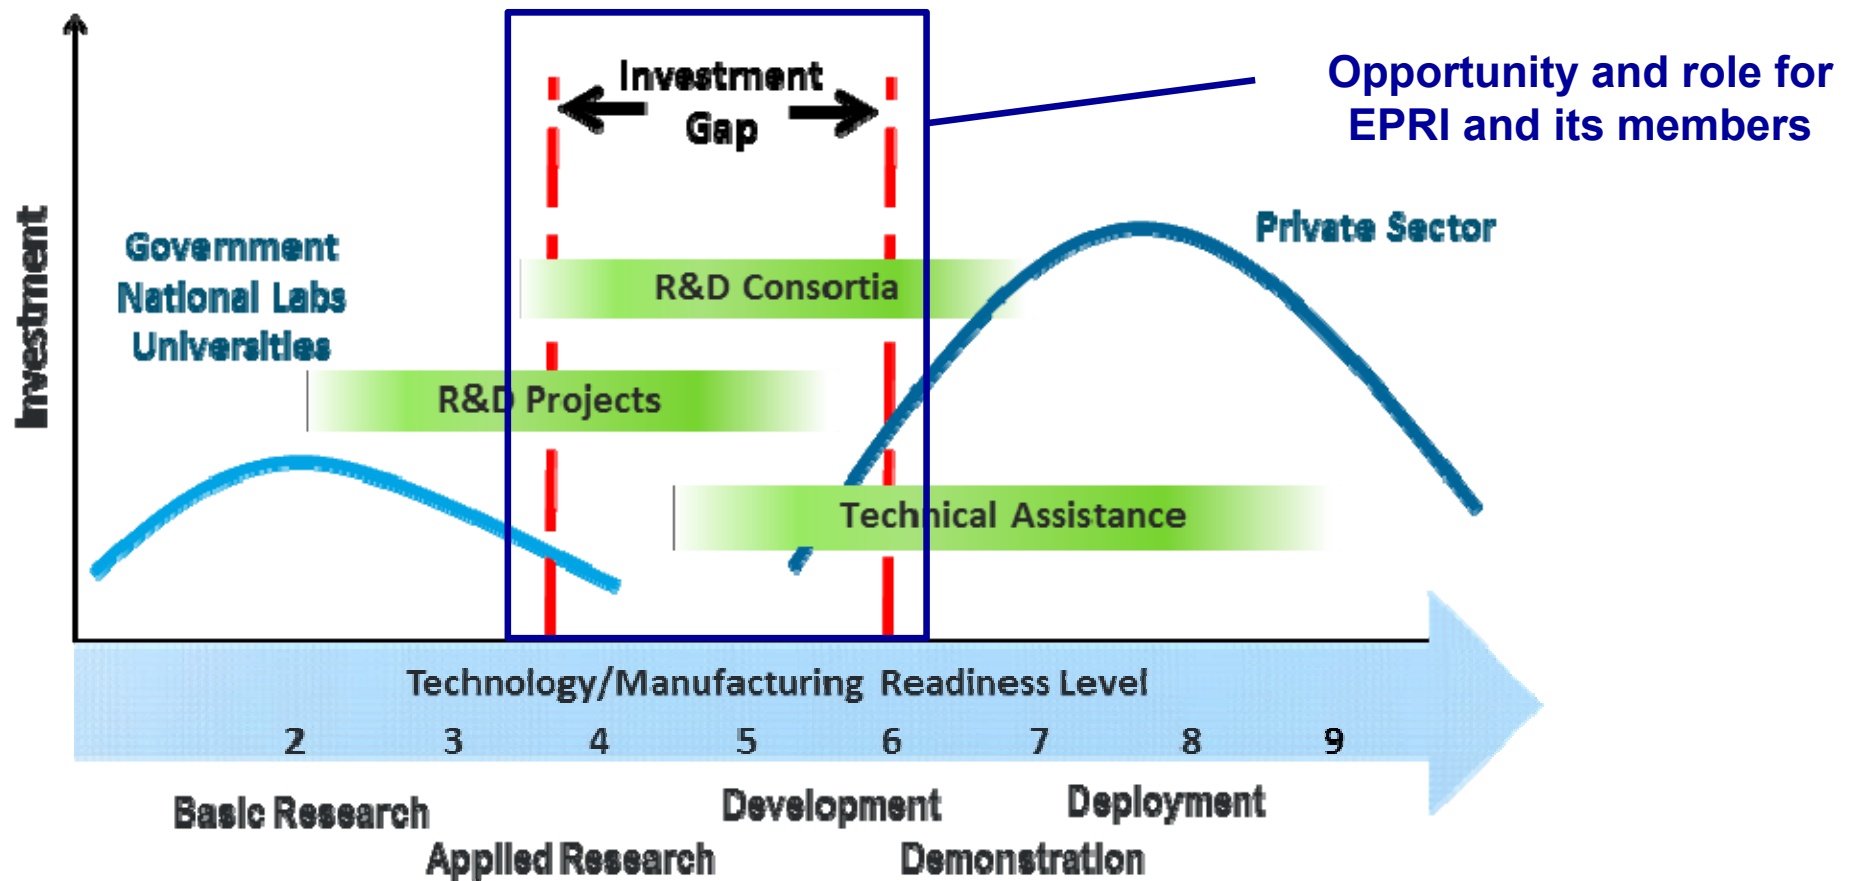 Investment
Gap
Opportunity and role for
EPRI and its members
Investment
Government
National Labs
Universities
Private Sector
R&D Consortia
R&D Projects
Technical Assistance
Technology/Manufacturing Readiness Level
2 3 4 5 6 7 8 9
Basic Research
Applied Research
Development
Demonstration
Deployment